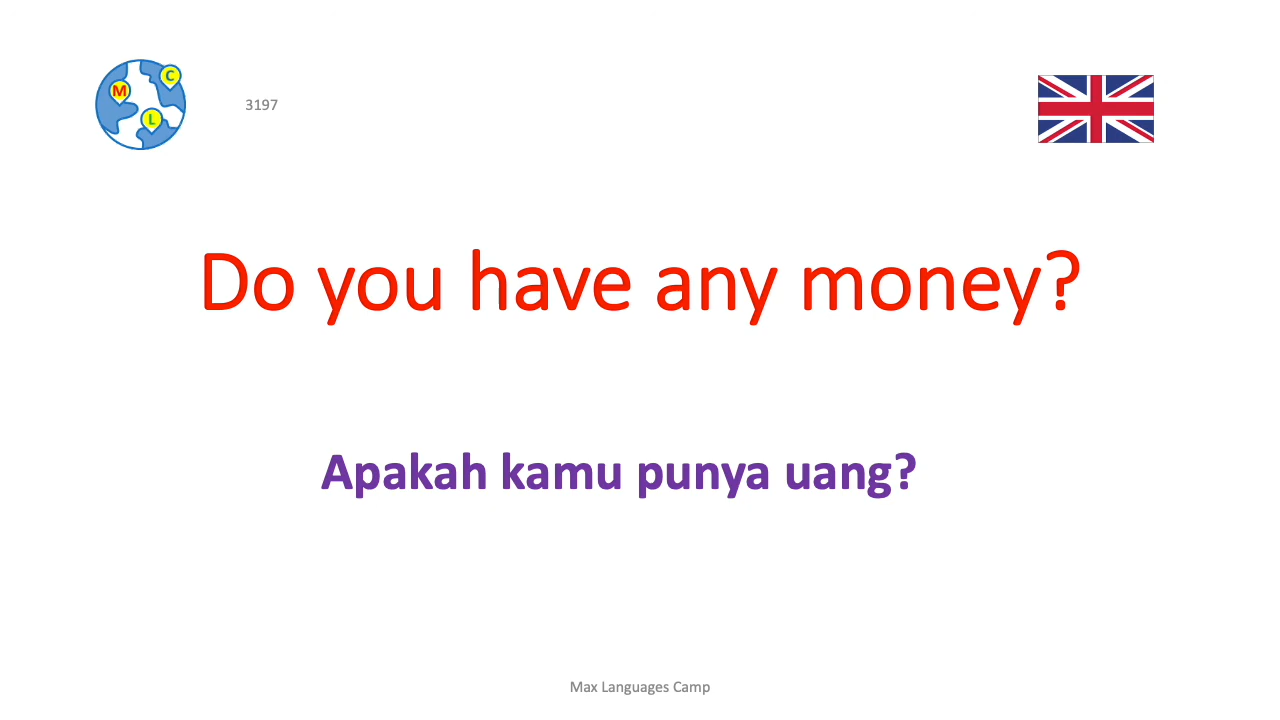 M
C
L
3197
Do you have any money?
Apakah kamu punya uang?
Max Languages Camp